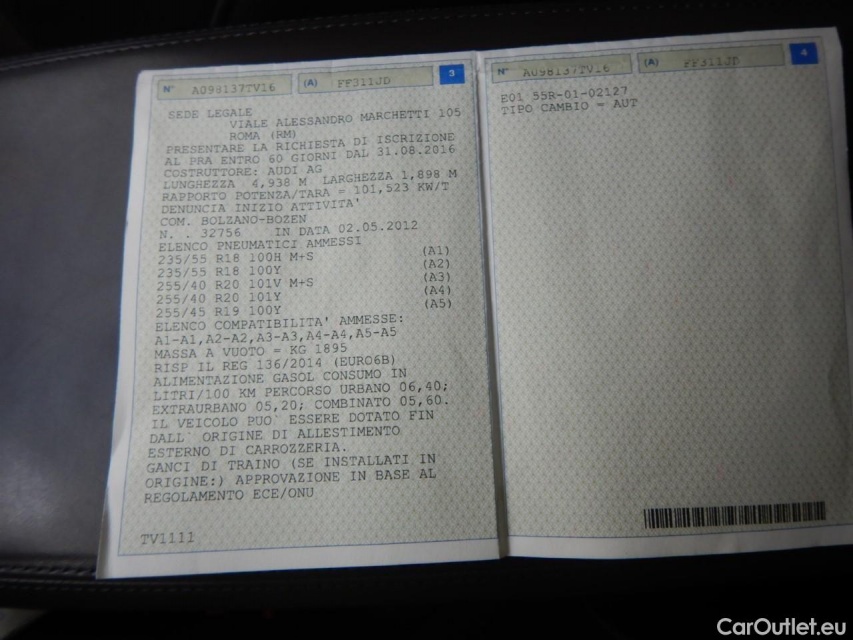 N° A098137TV16 (A) FF311JD 3
SEDE LEGALE
VIALE ALESSANDRO MARCHETTI 105
ROMA (RM)
PRESENTARE LA RICHIESTA DI ISCRIZIONE
AL PRA ENTRO 60 GIORNI DAL 31.08.2016
COSTRUTTORE: AUDI AG
LUNGHEZZA 4,938 M LARGHEZZA 1,898 M
RAPPORTO POTENZA/TARA = 101,523 KW/T
DENUNCIA INIZIO ATTIVITA'
COM. BOLZANO-BOZEN
N. . 32756 IN DATA 02.05.2012
ELENCO PNEUMATICI AMMESSI
235/55 R18 100H M+S (A1)
235/55 R18 100Y (A2)
255/40 R20 101V M+S (A3)
255/40 R20 101Y (A4)
255/45 R19 100Y (A5)
ELENCO COMPATIBILITA' AMMESSE:
A1-A1,A2-A2,A3-A3,A4-A4,A5-A5
MASSA A VUOTO = KG 1895
RISP IL REG 136/2014 (EURO6B)
ALIMENTAZIONE GASOL CONSUMO IN
LITRI/100 KM PERCORSO URBANO 06,40;
EXTRAURBANO 05,20; COMBINATO 05,60.
IL VEICOLO PUO` ESSERE DOTATO FIN
DALL` ORIGINE DI ALLESTIMENTO
ESTERNO DI CARROZZERIA.
GANCI DI TRAINO (SE INSTALLATI IN
ORIGINE:) APPROVAZIONE IN BASE AL
REGOLAMENTO ECE/ONU
TV1111
N° A098137TV16 (A) FF311JD 4
E01 55R-01-02127
TIPO CAMBIO = AUT
CarOutlet.eu